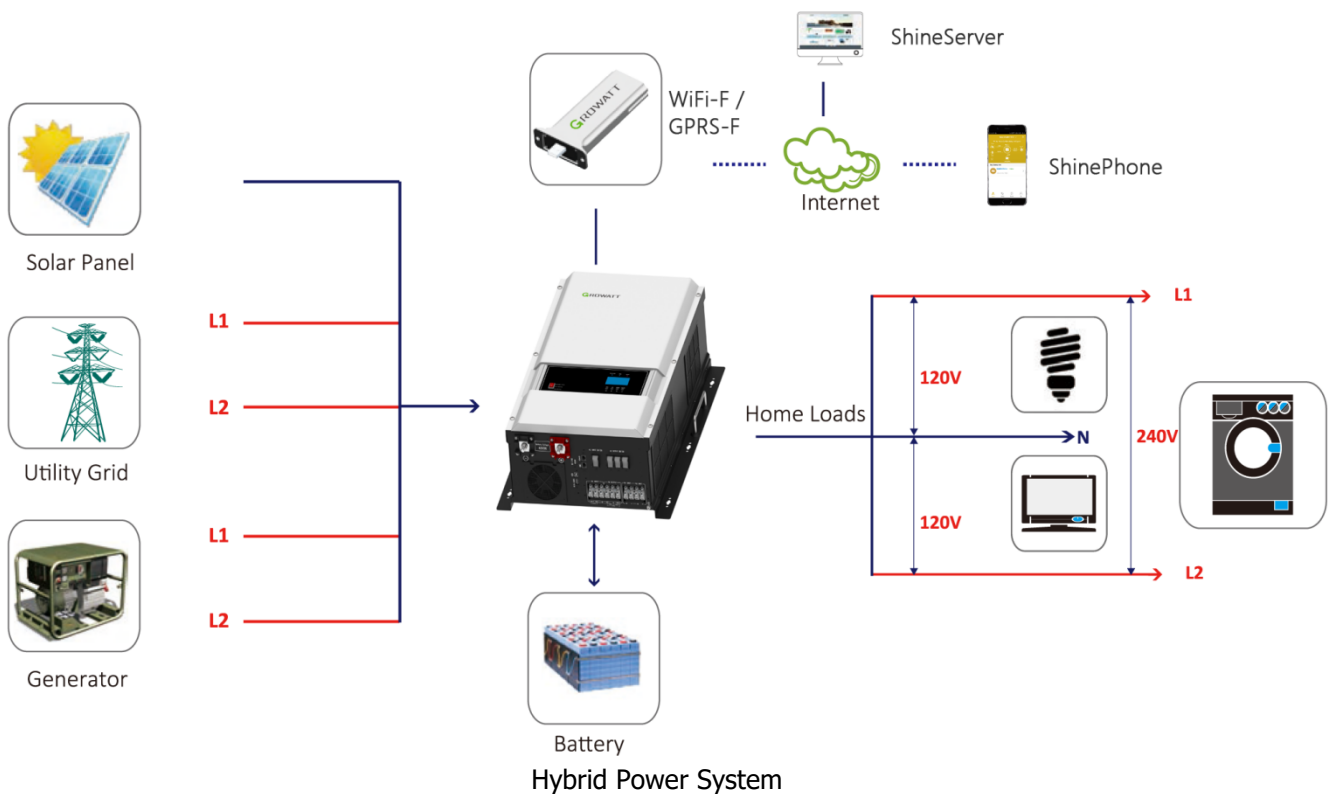 ShineServer
GROWATT
WiFi-F /
GPRS-F
Internet
ShinePhone
Solar Panel
L1
Utility Grid
L2
L1
Generator
L2
GROWATT
Home Loads
L1
120V
N
240V
120V
L2
Battery
Hybrid Power System